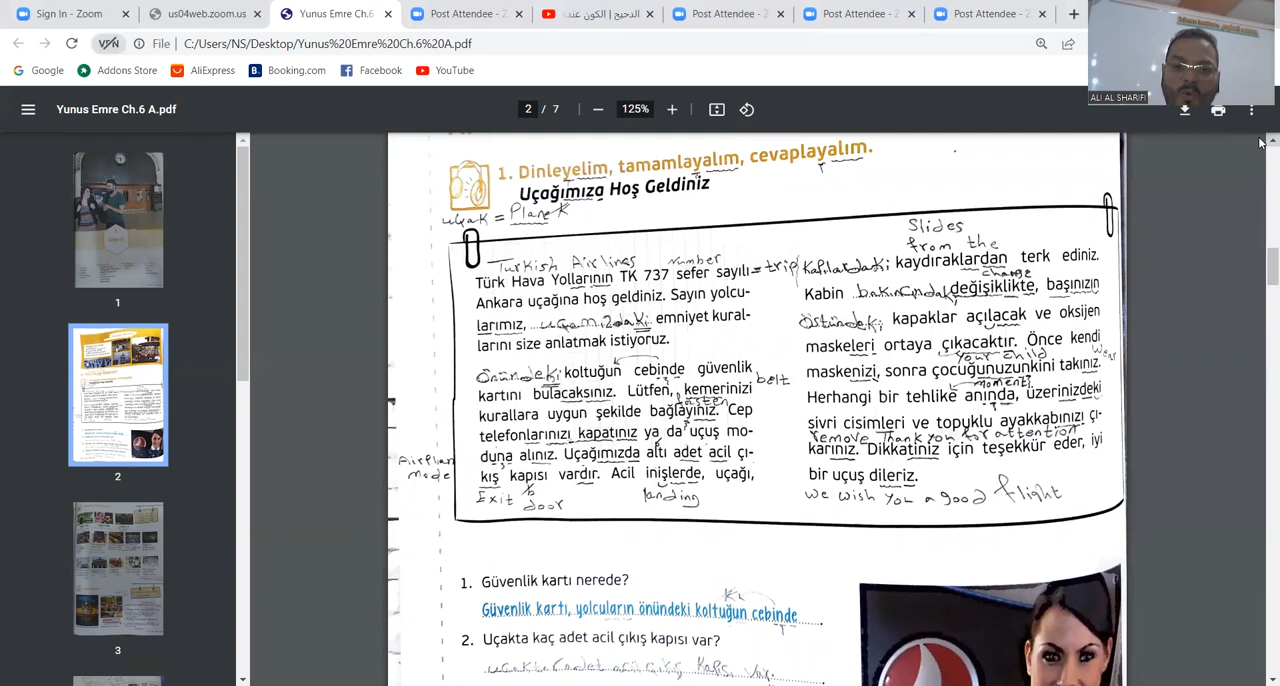 Sign In - Zoom
us04web.zoom.us
Yunus Emre Ch.6
Post Attendee - Z
الدحيح | الكون عنده
Post Attendee - Z
Post Attendee - Z
Post Attendee - Z
VPN
File
C:/Users/NS/Desktop/Yunus%20Emre%20Ch.6%20A.pdf
Google
Addons Store
AliExpress
Booking.com
Facebook
YouTube
ALI AL SHARIFI
Yunus Emre Ch.6 A.pdf
2 / 7
125%
1
2
3
1. Dinleyelim, tamamlayalım, cevaplayalım.
Uçağımıza Hoş Geldiniz
uçak = Plane
Turkish Airlines number
Türk Hava Yollarının TK 737 sefer sayılı = trip
Ankara uçağına hoş geldiniz. Sayın yolcu-
larımız, emniyet kural-
larını size anlatmak istiyoruz.
Önündeki koltuğun cebinde güvenlik
kartını bulacaksınız. Lütfen, kemerinizi belt
kurallara uygun şekilde bağlayınız. Cep
telefonlarınızı kapatınız ya da uçuş mo-
duna alınız. Uçağımızda altı adet acil çı-
Airplane mode
kış kapısı vardır. Acil inişlerde, uçağı,
Exit door landing
Slides
from the
kapılardaki kaydıraklardan terk ediniz.
change
Kabin değişiklikte, başınızın
üstündeki kapaklar açılacak ve oksijen
maskeleri ortaya çıkacaktır. Önce kendi
your child wear
maskenizi, sonra çocuğunuzunkini takınız.
moment
Herhangi bir tehlike anında, üzerinizdeki
sivri cisimleri ve topuklu ayakkabınızı çı-
remove Thank you for attention
karınız. Dikkatiniz için teşekkür eder, iyi
bir uçuş dileriz.
we wish you a good flight
1. Güvenlik kartı nerede?
Güvenlik kartı, yolcuların önündeki koltuğun cebinde
2. Uçakta kaç adet acil çıkış kapısı var?